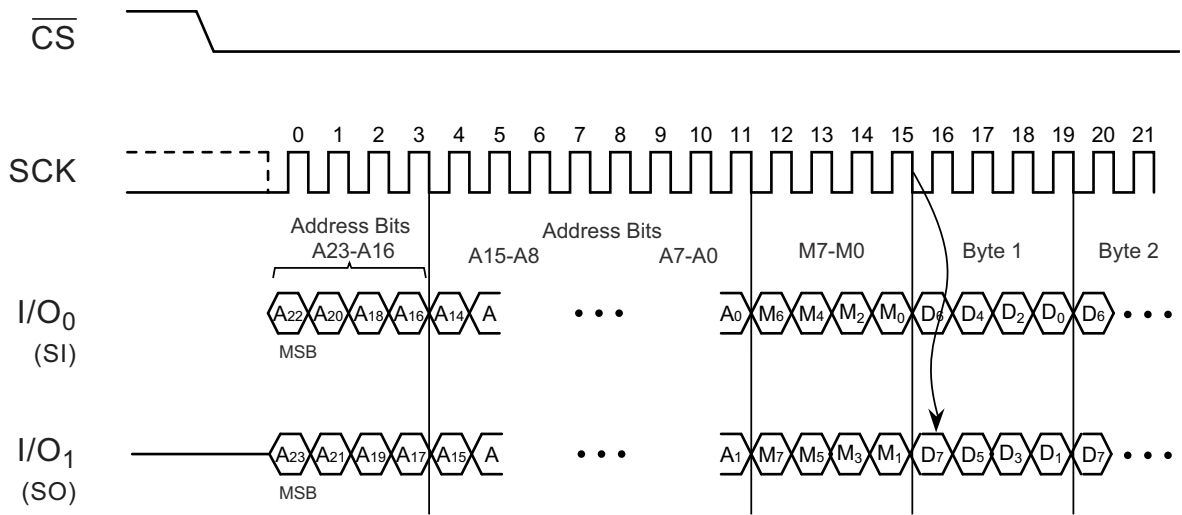 CS
0 1 2 3 4 5 6 7 8 9 10 11 12 13 14 15 16 17 18 19 20 21
SCK
Address Bits
A23-A16
Address Bits
A15-A8 A7-A0 M7-M0 Byte 1 Byte 2
I/O0
(SI)
A22 A20 A18 A16 A14 A • • • A0 M6 M4 M2 M0 D6 D4 D2 D0 D6 • • •
MSB
I/O1
(SO)
A23 A21 A19 A17 A15 A • • • A1 M7 M5 M3 M1 D7 D5 D3 D1 D7 • • •
MSB